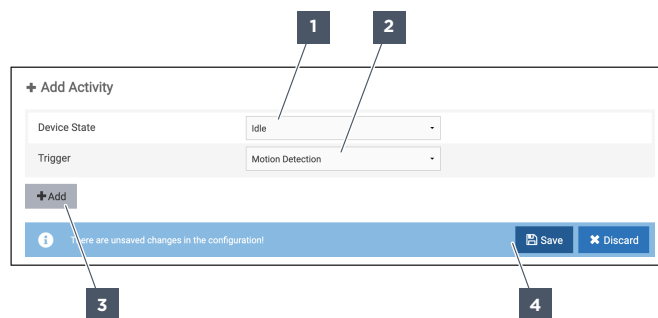 1 2
+ Add Activity
Device State Idle
Trigger Motion Detection
+Add
i There are unsaved changes in the configuration! Save ✖ Discard
3 4